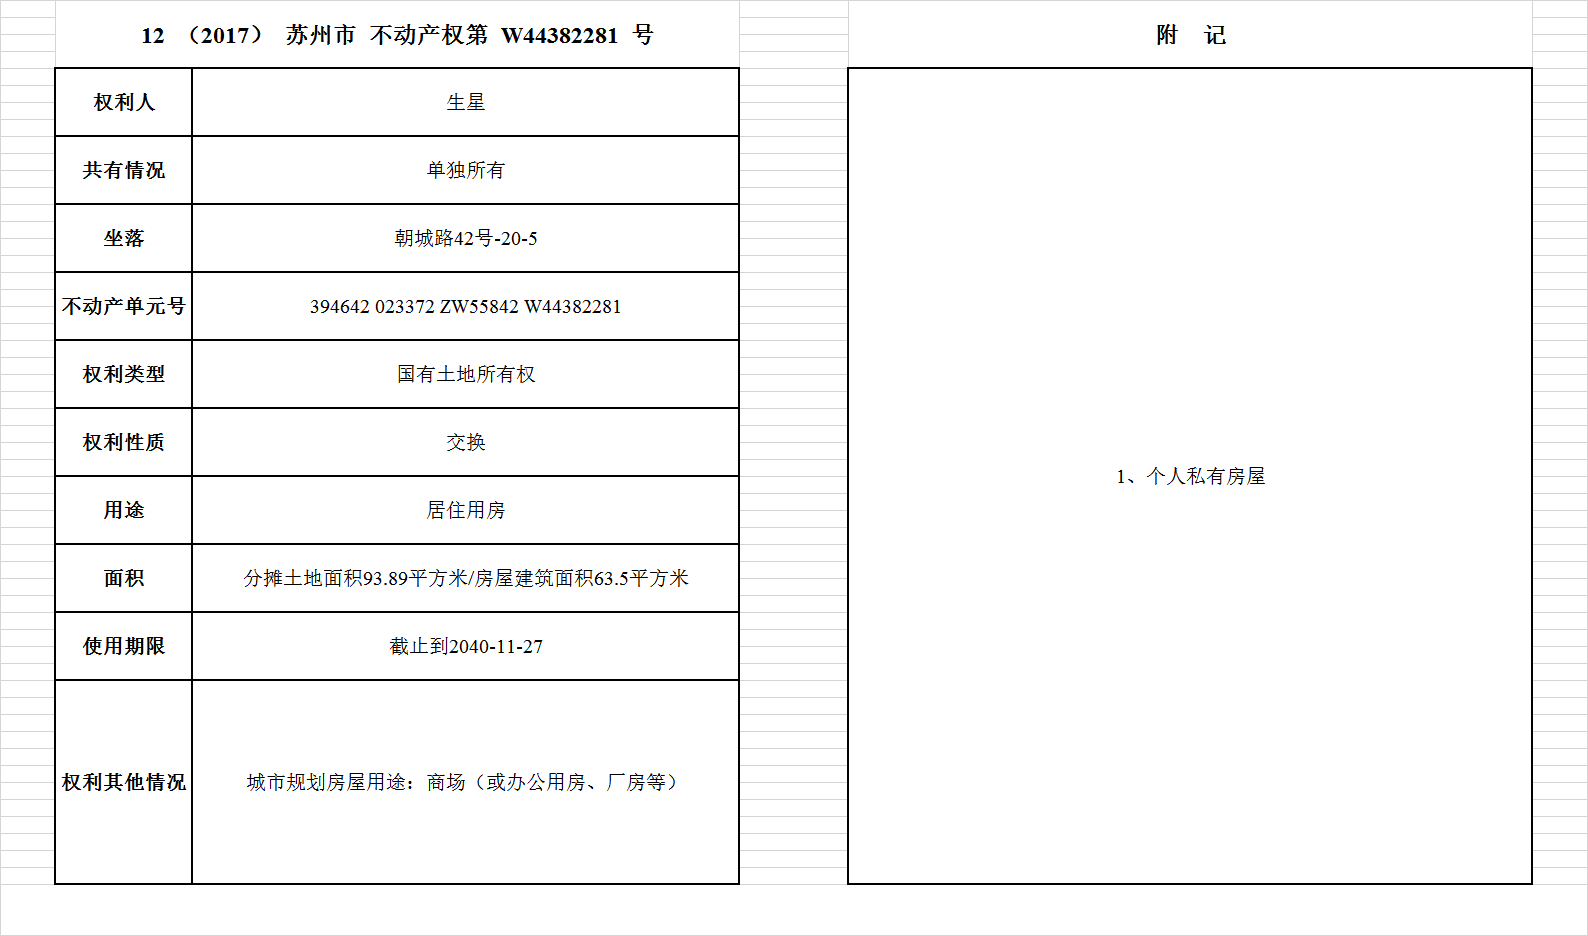 12 （2017） 苏州市 不动产权第 W44382281 号
权利人 生星
共有情况 单独所有
坐落 朝城路42号-20-5
不动产单元号 394642 023372 ZW55842 W44382281
权利类型 国有土地所有权
权利性质 交换
用途 居住用房
面积 分摊土地面积93.89平方米/房屋建筑面积63.5平方米
使用期限 截止到2040-11-27
权利其他情况 城市规划房屋用途：商场（或办公用房、厂房等）
附 记
1、个人私有房屋